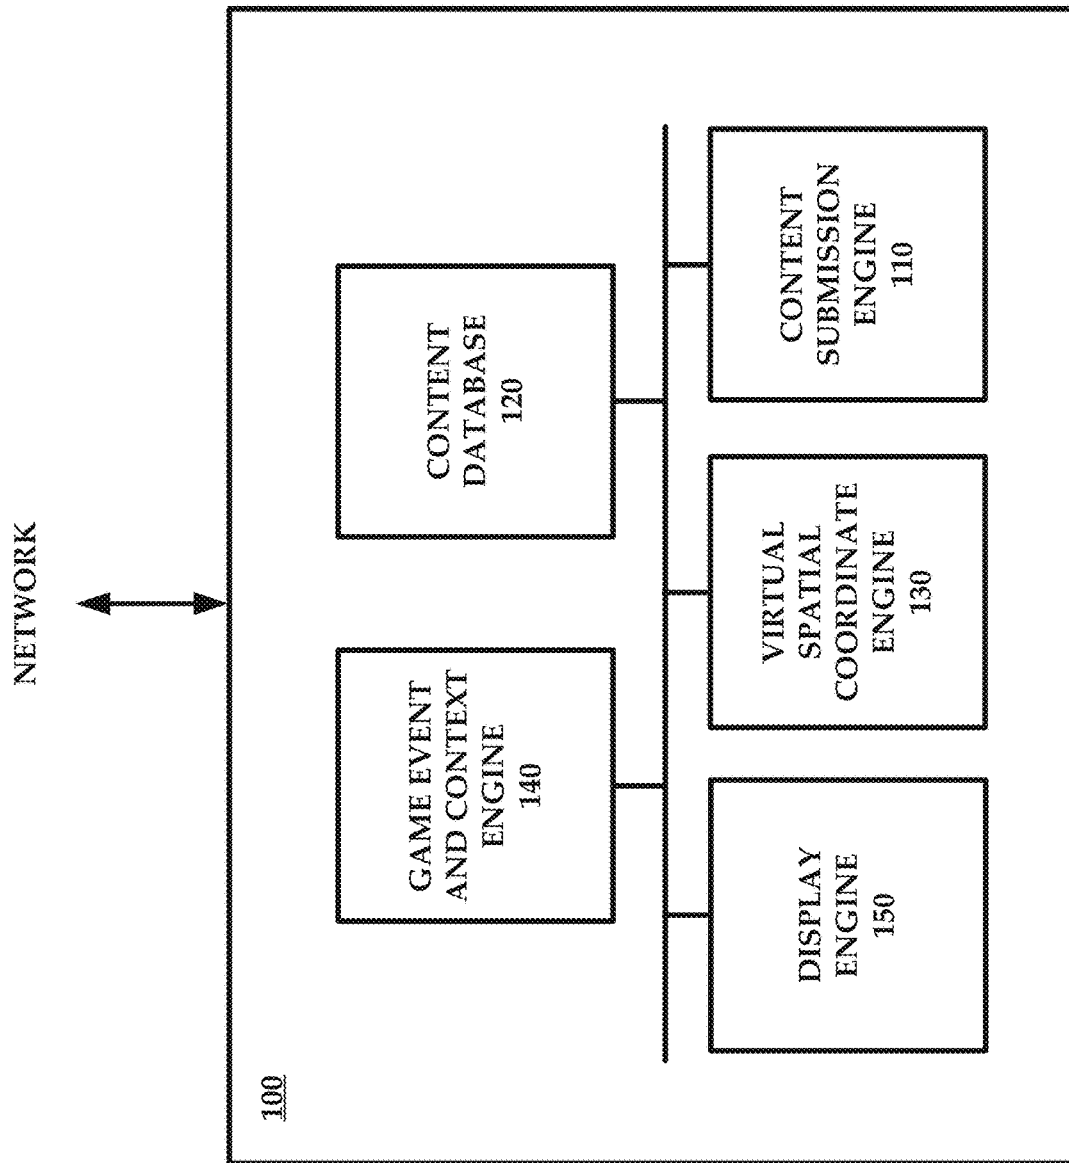 NETWORK
100
GAME EVENT
AND CONTEXT
ENGINE
140
CONTENT
DATABASE
120
DISPLAY
ENGINE
150
VIRTUAL
SPATIAL
COORDINATE
ENGINE
130
CONTENT
SUBMISSION
ENGINE
110